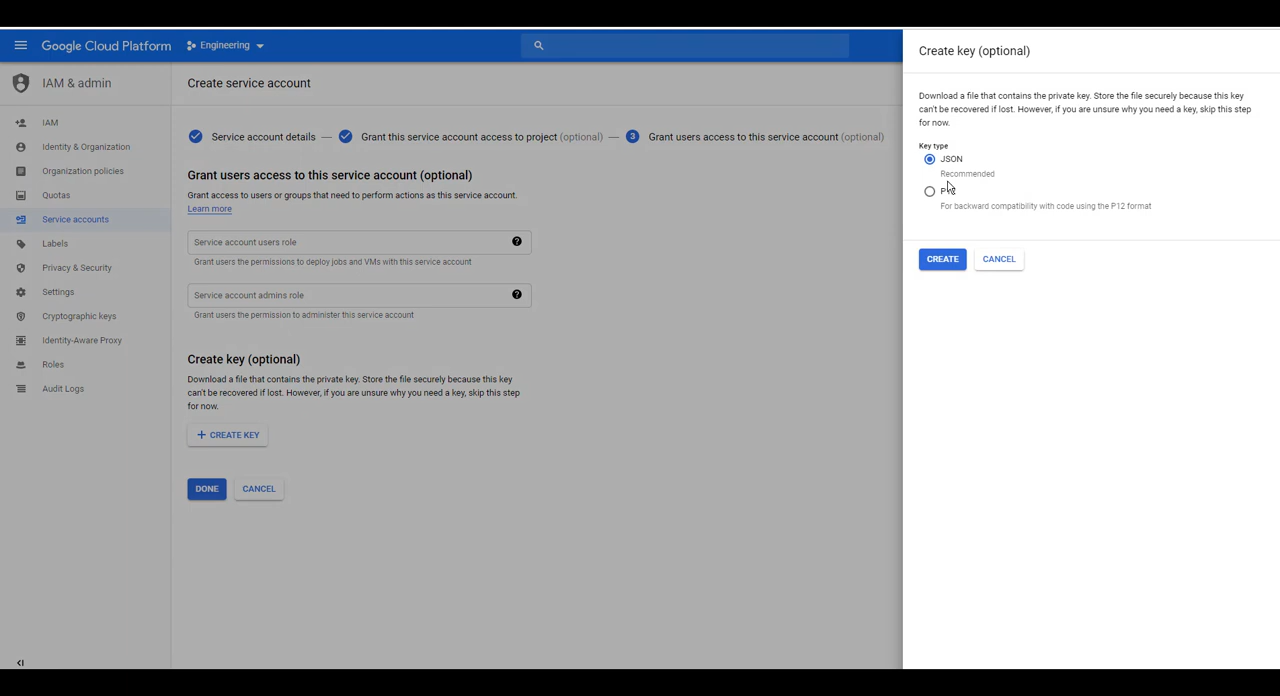 Google Cloud Platform
Engineering
IAM & admin
IAM
Identity & Organization
Organization policies
Quotas
Service accounts
Labels
Privacy & Security
Settings
Cryptographic keys
Identity-Aware Proxy
Roles
Audit Logs
Create service account
Service account details — Grant this service account access to project (optional) — 3 Grant users access to this service account (optional)
Grant users access to this service account (optional)
Grant access to users or groups that need to perform actions as this service account.
Learn more
Service account users role
Grant users the permissions to deploy jobs and VMs with this service account
Service account admins role
Grant users the permission to administer this service account
Create key (optional)
Download a file that contains the private key. Store the file securely because this key
can't be recovered if lost. However, if you are unsure why you need a key, skip this step
for now.
+ CREATE KEY
DONE CANCEL
Create key (optional)
Download a file that contains the private key. Store the file securely because this key
can't be recovered if lost. However, if you are unsure why you need a key, skip this step
for now.
Key type
JSON
Recommended
For backward compatibility with code using the P12 format
CREATE CANCEL